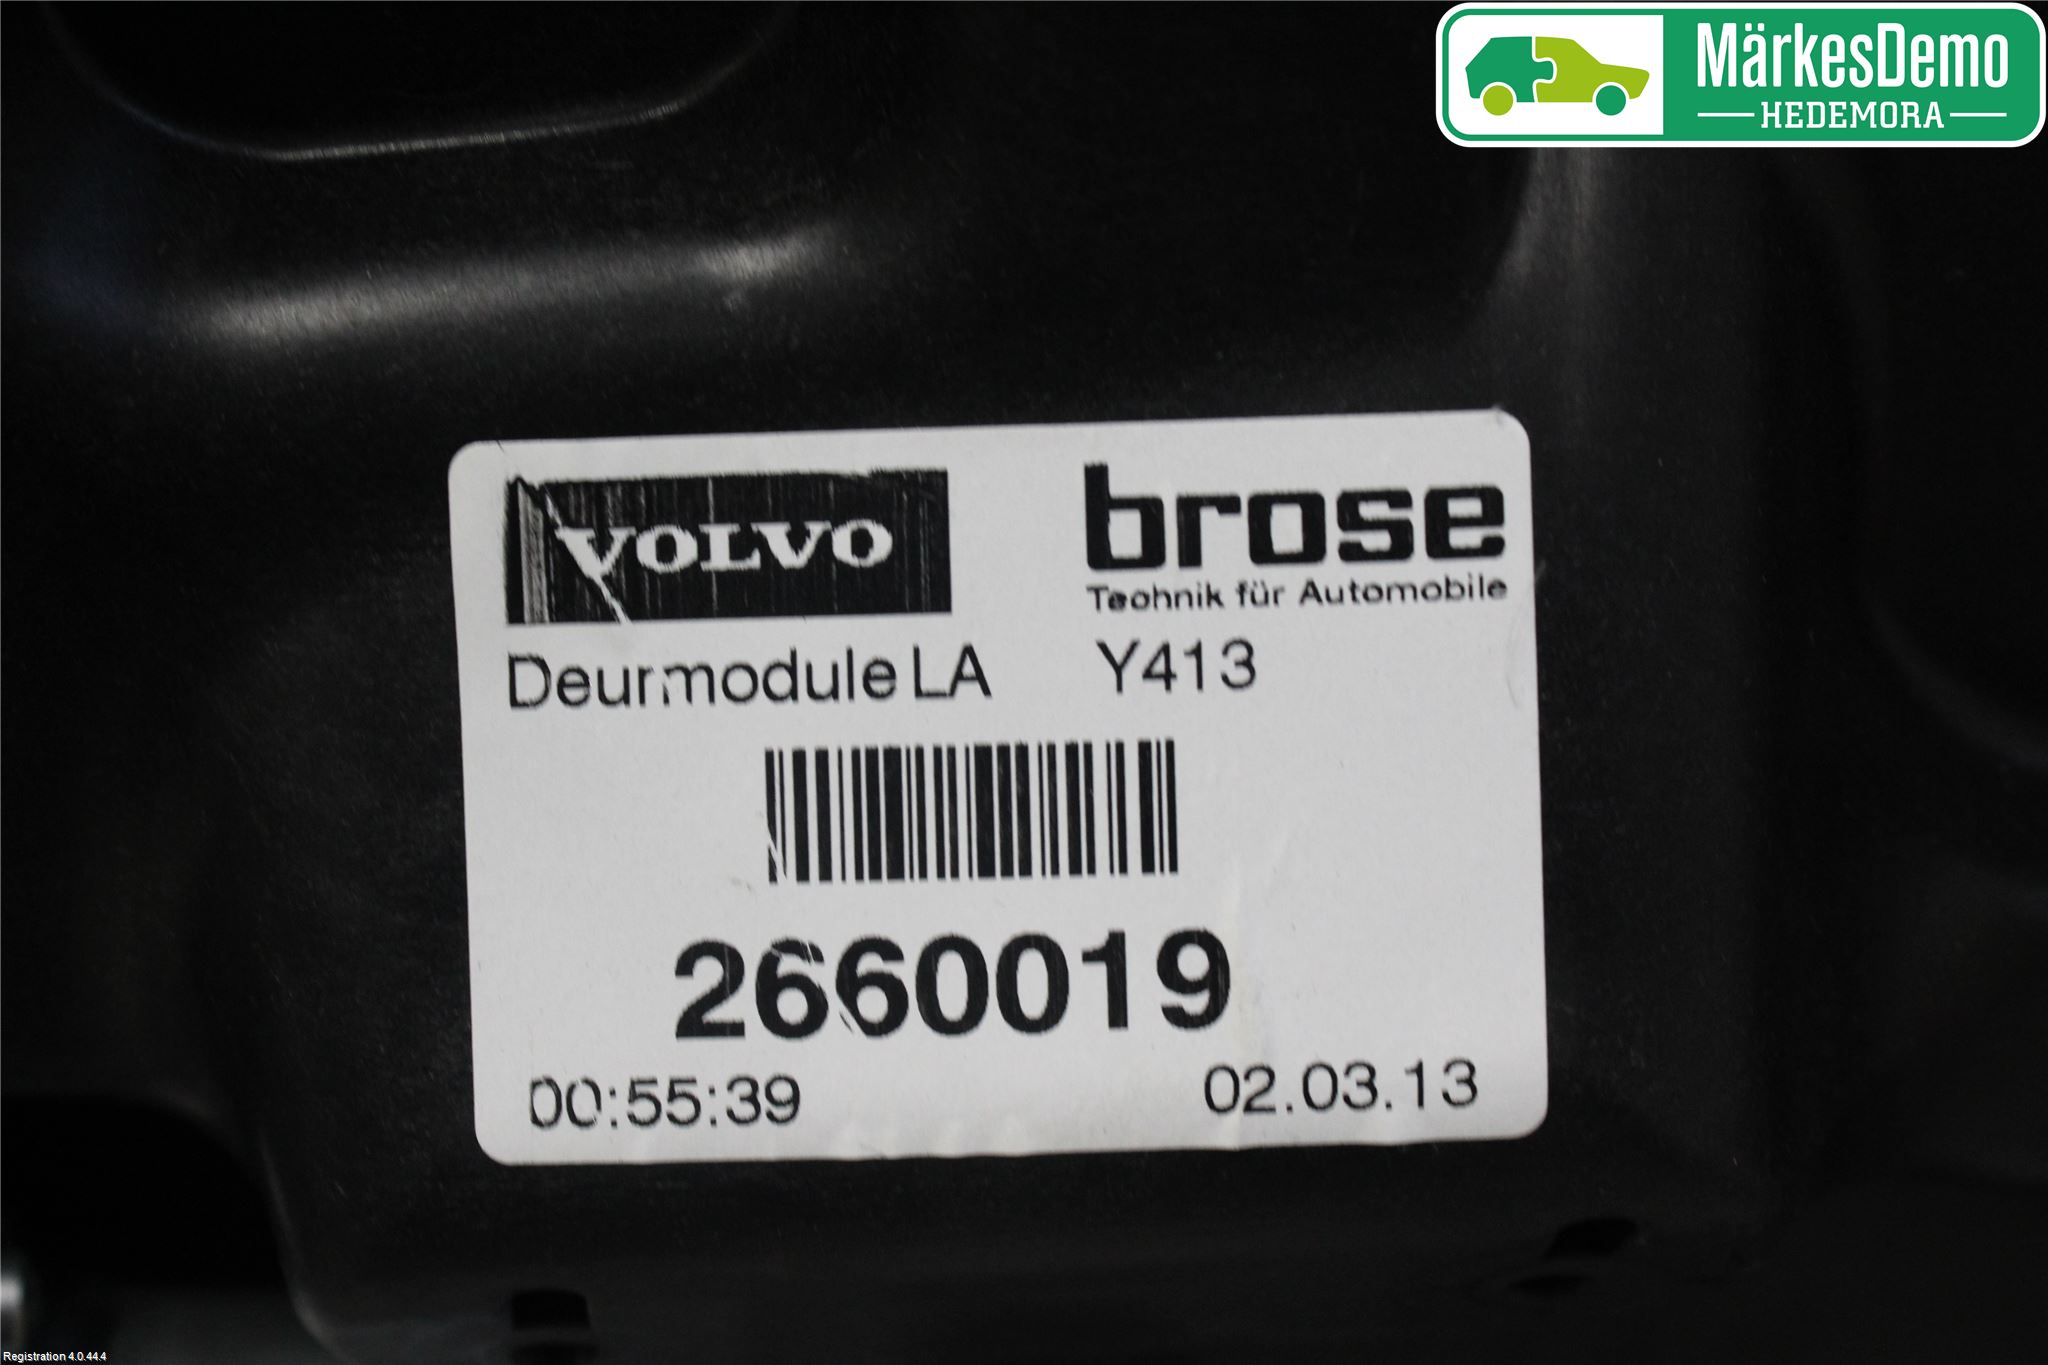 MärkesDemo
HEDEMORA
VOLVO
brose
Technik für Automobile
Deurmodule LA Y413
2660019
00:55:39 02.03.13
Registration 4.0.44.4